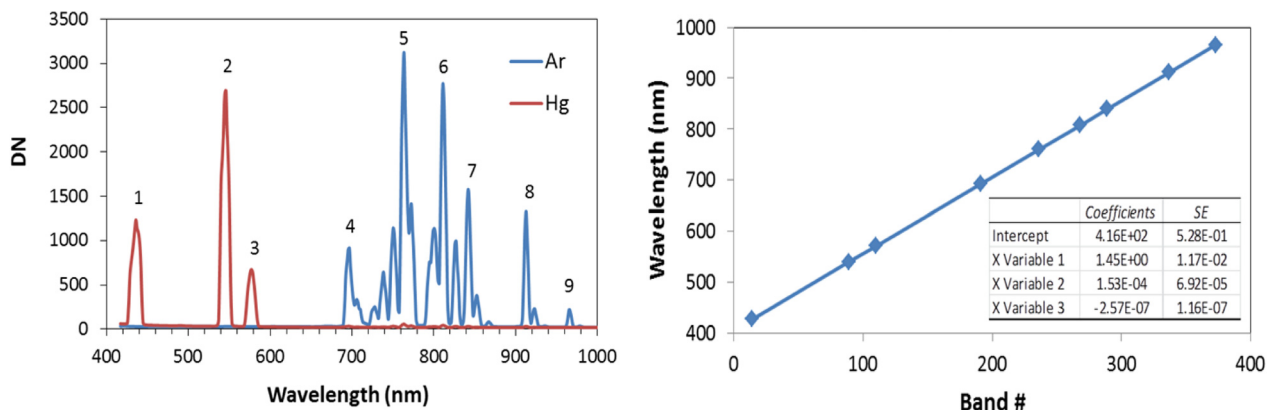 3500
3000
2500
2000
1500
1000
500
0
DN
1
2
3
4
5
6
7
8
9
Ar
Hg
400 500 600 700 800 900 1000
Wavelength (nm)
1000
900
800
700
600
500
400
Wavelength (nm)
Coefficients SE
Intercept 4.16E+02 5.28E-01
X Variable 1 1.45E+00 1.17E-02
X Variable 2 1.53E-04 6.92E-05
X Variable 3 -2.57E-07 1.16E-07
0 100 200 300 400
Band #